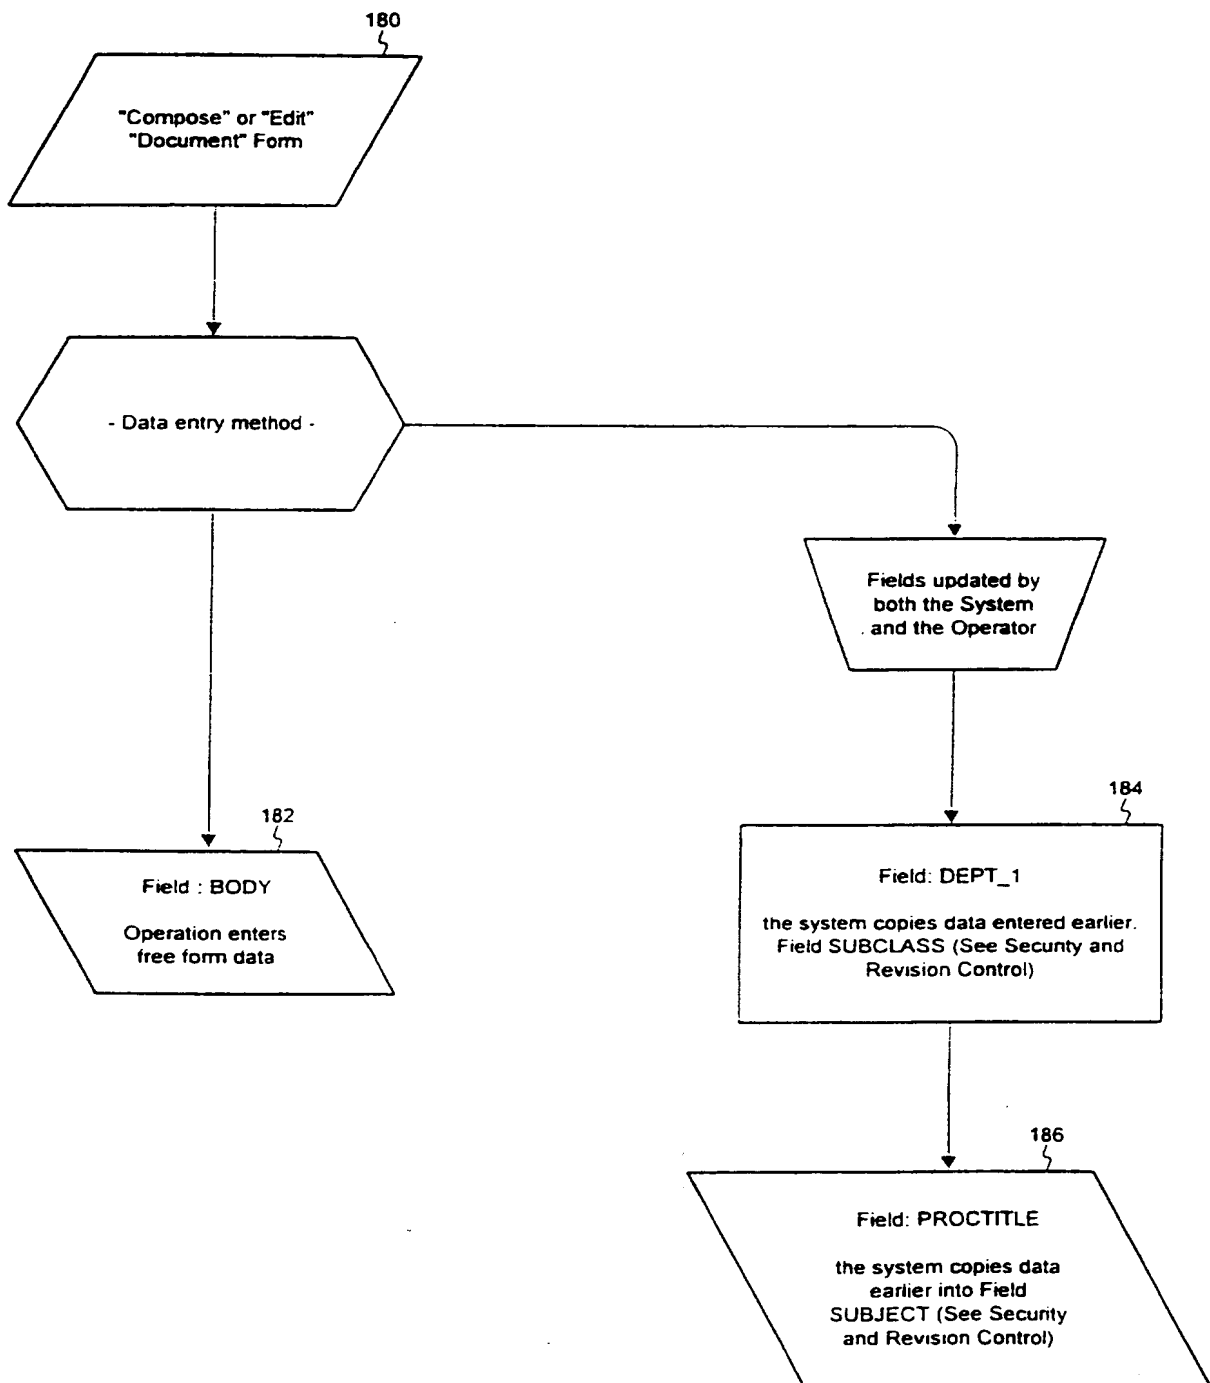 180
"Compose" or "Edit"
"Document" Form
- Data entry method -
Fields updated by
both the System
and the Operator
182
Field : BODY
Operation enters
free form data
184
Field: DEPT_1
the system copies data entered earlier.
Field SUBCLASS (See Security and
Revision Control)
186
Field: PROCTITLE
the system copies data
earlier into Field
SUBJECT (See Security
and Revision Control)